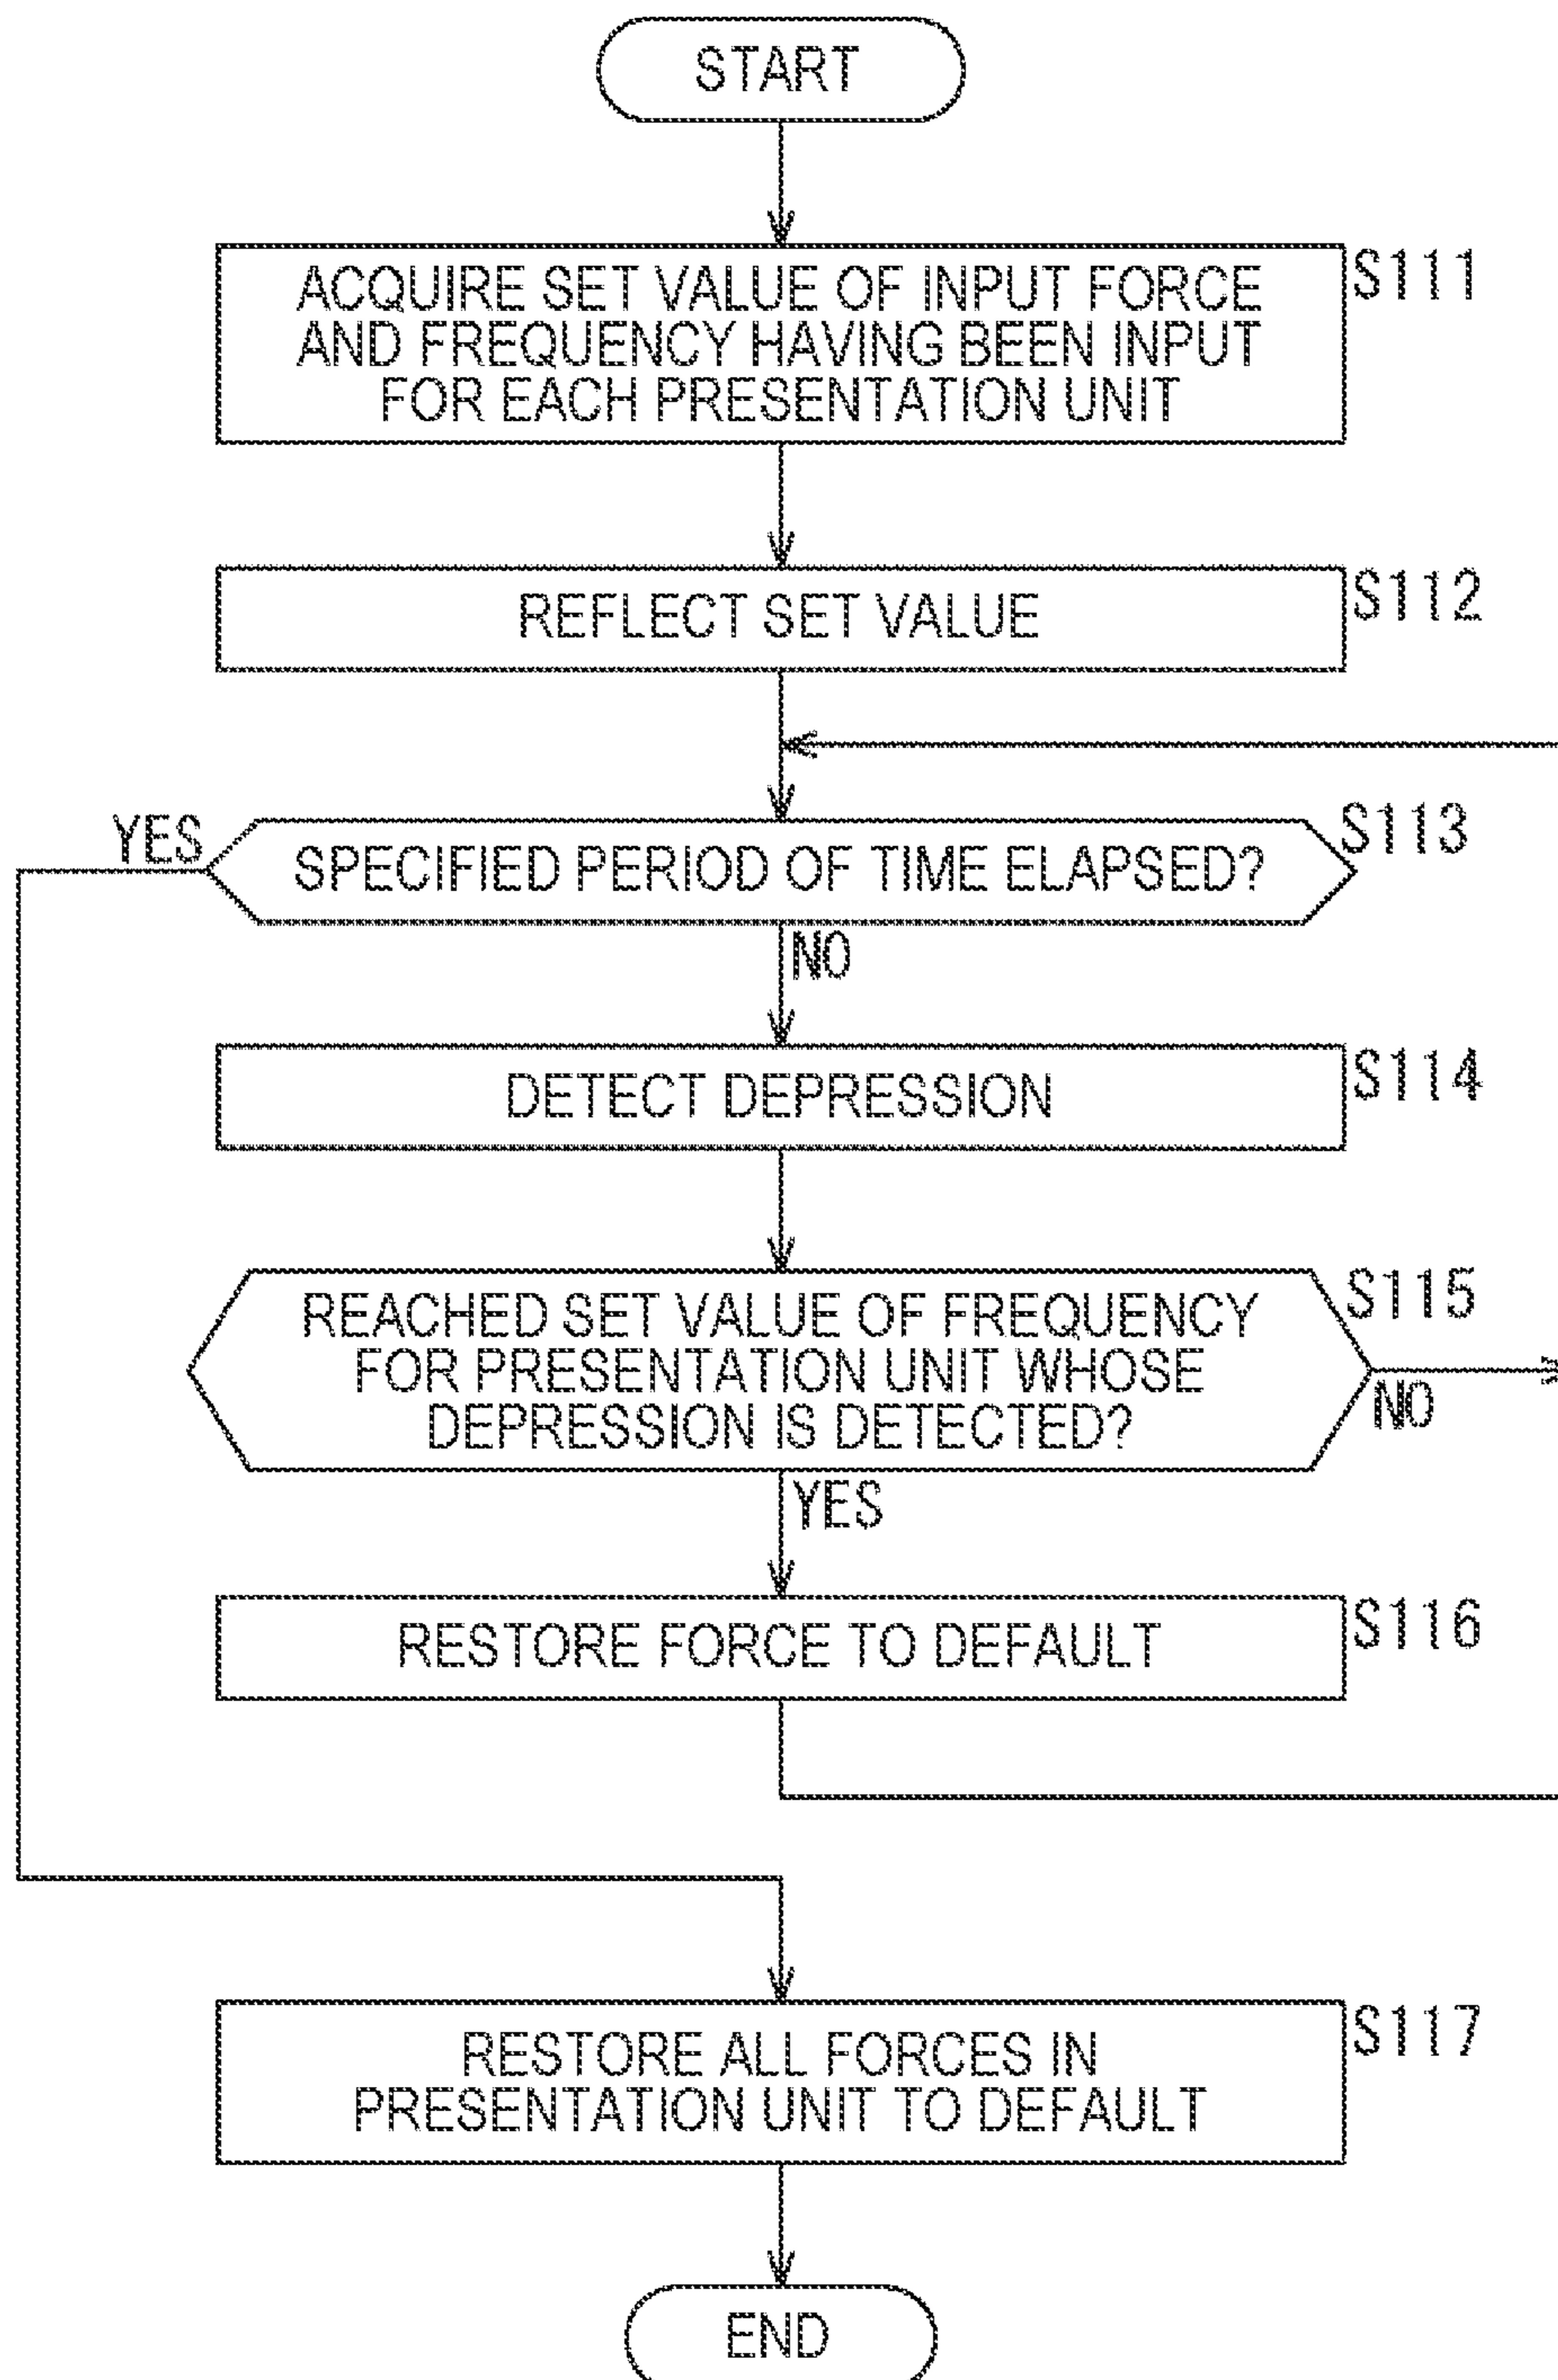 START
ACQUIRE SET VALUE OF INPUT FORCE
AND FREQUENCY HAVING BEEN INPUT
FOR EACH PRESENTATION UNIT
S111
REFLECT SET VALUE
S112
YES
SPECIFIED PERIOD OF TIME ELAPSED?
S113
NO
DETECT DEPRESSION
S114
REACHED SET VALUE OF FREQUENCY
FOR PRESENTATION UNIT WHOSE
DEPRESSION IS DETECTED?
S115
NO
YES
RESTORE FORCE TO DEFAULT
S116
RESTORE ALL FORCES IN
PRESENTATION UNIT TO DEFAULT
S117
END